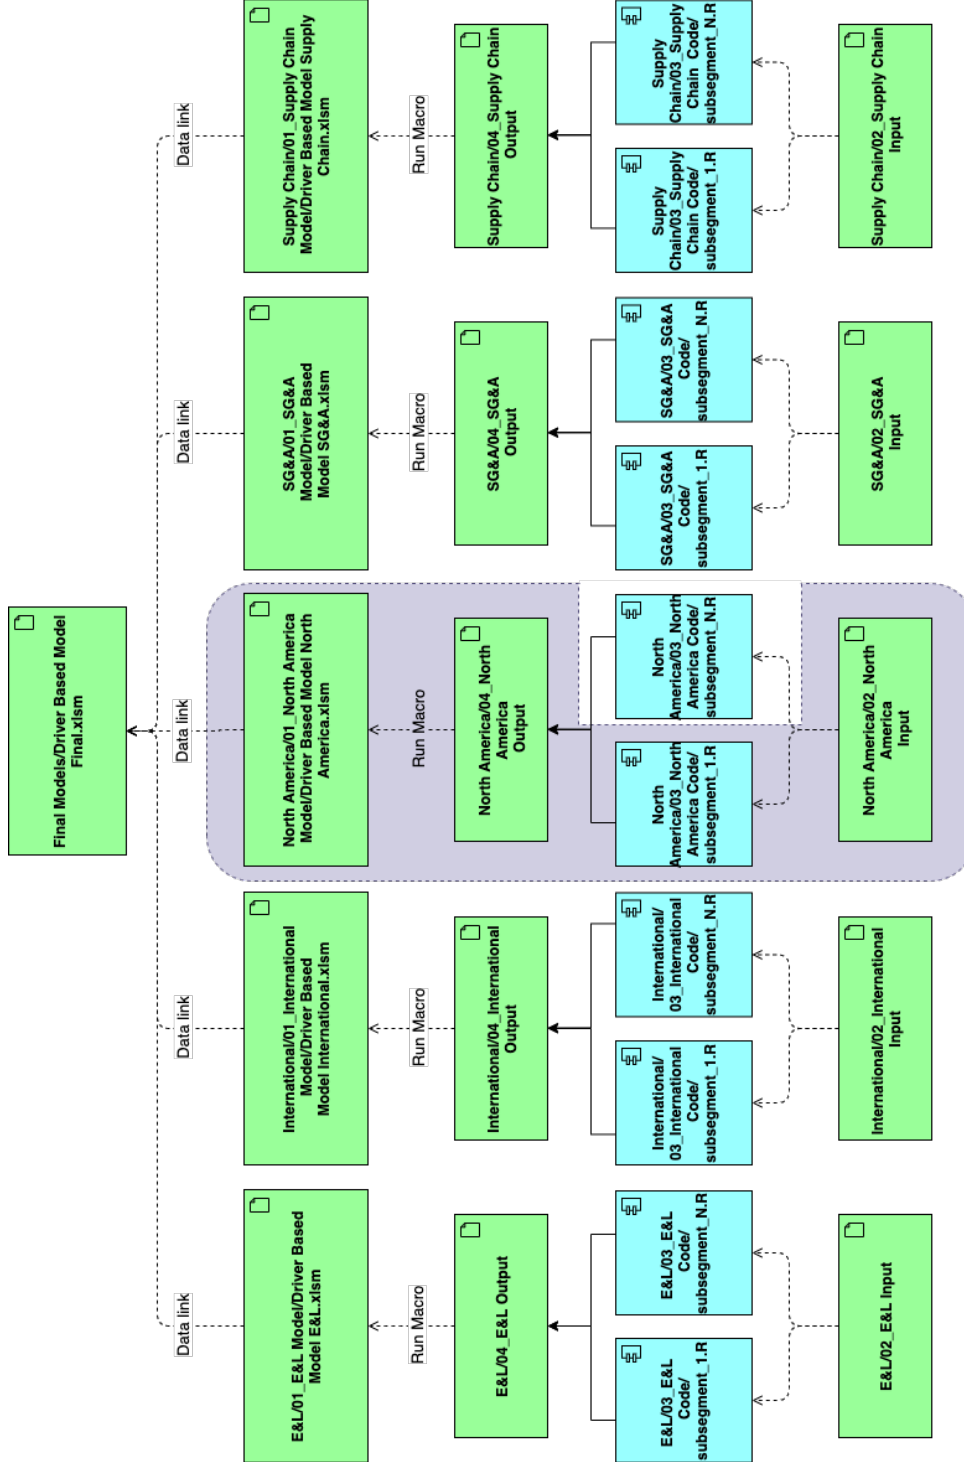 Final Models/Driver Based Model
Final.xlsm
Data link
Data link
Data link
Data link
Data link
E&L/01_E&L Model/Driver Based
Model E&L.xlsm
International/01_International
Model/Driver Based
Model International.xlsm
North America/01_North America
Model/Driver Based Model North
America.xlsm
SG&A/01_SG&A
Model/Driver Based
Model SG&A.xlsm
Supply Chain/01_Supply Chain
Model/Driver Based Model Supply
Chain.xlsm
Run Macro
Run Macro
Run Macro
Run Macro
Run Macro
E&L/04_E&L Output
International/04_International
Output
North America/04_North
America
Output
SG&A/04_SG&A
Output
Supply Chain/04_Supply Chain
Output
E&L/03_E&L
Code/
subsegment_1.R
E&L/03_E&L
Code/
subsegment_N.R
International/
03_International
Code/
subsegment_1.R
International/
03_International
Code/
subsegment_N.R
North
America/03_North
America Code/
subsegment_1.R
North
America/03_North
America Code/
subsegment_N.R
SG&A/03_SG&A
Code/
subsegment_1.R
SG&A/03_SG&A
Code/
subsegment_N.R
Supply
Chain/03_Supply
Chain Code/
subsegment_1.R
Supply
Chain/03_Supply
Chain Code/
subsegment_N.R
E&L/02_E&L Input
International/02_International
Input
North America/02_North
America
Input
SG&A/02_SG&A
Input
Supply Chain/02_Supply Chain
Input